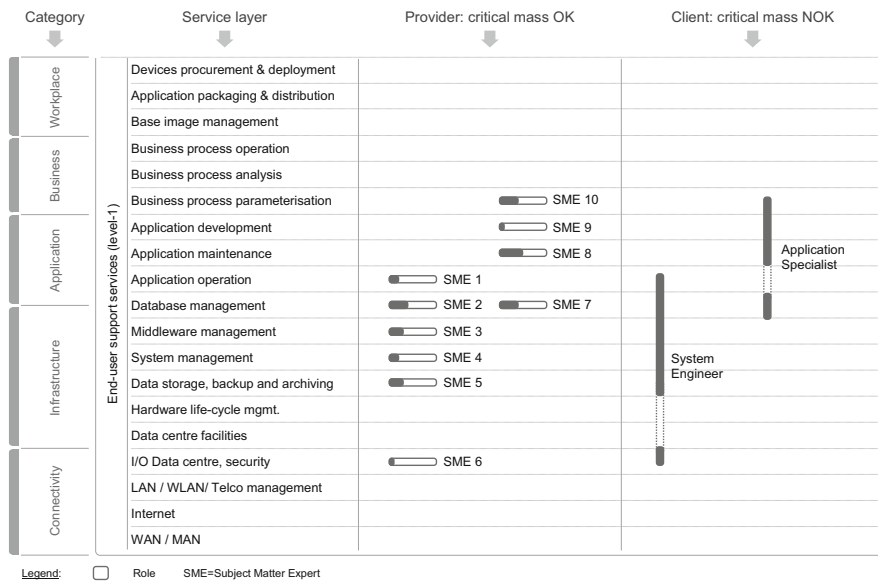 Category Service layer Provider: critical mass OK Client: critical mass NOK
Workplace
Business
Application
Infrastructure
Connectivity
End-user support services (level-1)
Devices procurement & deployment
Application packaging & distribution
Base image management
Business process operation
Business process analysis
Business process parameterisation SME 10
Application development SME 9
Application maintenance SME 8
Application
Specialist
Application operation SME 1
Database management SME 2 SME 7
Middleware management SME 3
System management SME 4
System
Engineer
Data storage, backup and archiving SME 5
Hardware life-cycle mgmt.
Data centre facilities
I/O Data centre, security SME 6
LAN / WLAN/ Telco management
Internet
WAN / MAN
Legend: Role SME=Subject Matter Expert